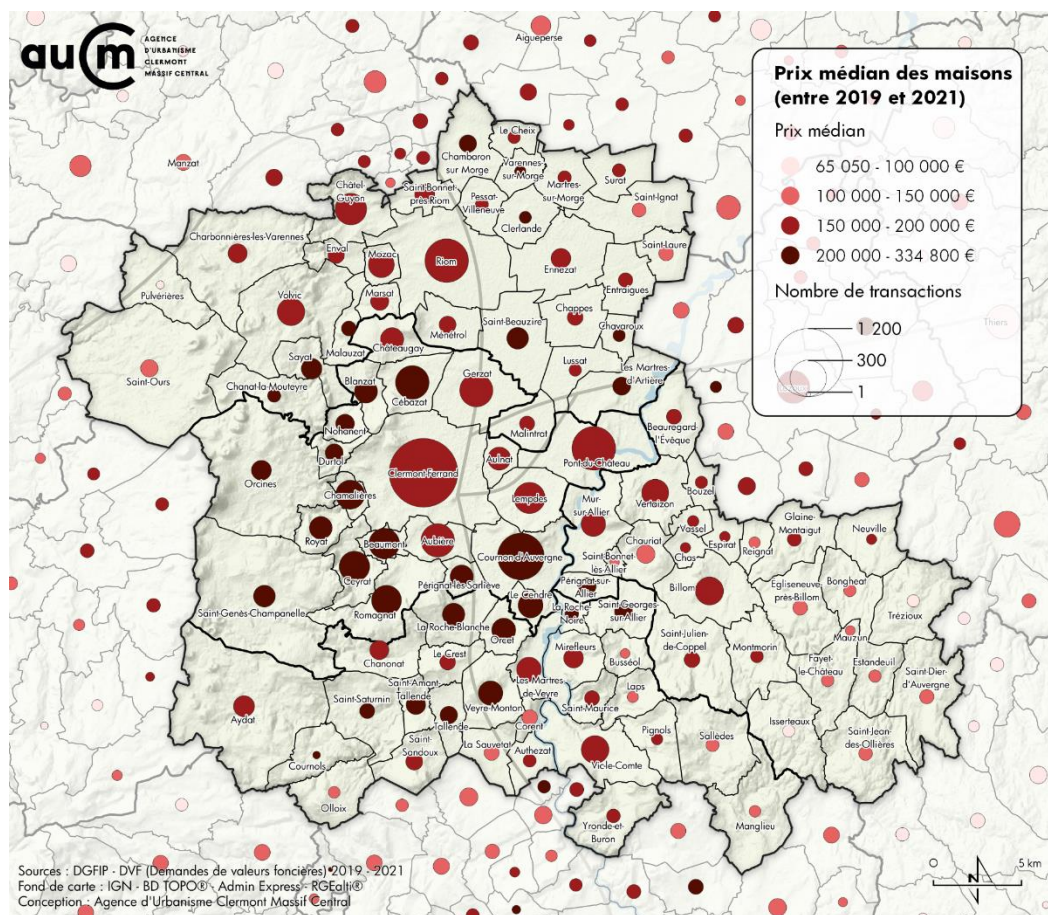 auCm
AGENCE
D'URBANISME
CLERMONT
MASSIF CENTRAL
Prix médian des maisons
(entre 2019 et 2021)
Prix médian
65 050 - 100 000 €
100 000 - 150 000 €
150 000 - 200 000 €
200 000 - 334 800 €
Nombre de transactions
1 200
300
1
Thiers
Aigueperse
Manzat
Le Cheix
Chambaron
sur Morge
Varennes-
sur-Morge
Martres-
sur-Morge
Surat
Saint-Ignat
Châtel-
Guyon
Saint-Bonnet
près Riom
Pessat-
Villeneuve
Clerlande
Charbonnières-les-Varennes
Enval
Mozac
Riom
Ennezat
Saint-Laure
Entraigues
Pulvérières
Volvic
Marsat
Ménétrol
Saint-Beauzire
Chappes
Chavaroux
Malauzat
Châteaugay
Sayat
Saint-Ours
Chanat-la-Mouteyre
Blanzat
Cébazat
Gerzat
Lussat
Les Martres-
d'Artière
Nohanent
Malintrat
Beauregard-
l'Évêque
Durtol
Clermont-Ferrand
Aulnat
Pont-du-Château
Orcines
Chamalières
Lempdes
Mur-
sur-Allier
Vertaizon
Bouzel
Royat
Beaumont
Aubière
Cournon-d'Auvergne
Vassel
Espirat
Chauriat
Chas
Reignat
Glaine-
Montaigut
Neuville
Saint-Bonnet
lès Allier
Ceyrat
Pérignat-lès-Sarliève
Pérignat-sur-
Allier
Billom
Égliseneuve
près-Billom
Bongheat
Trézioux
Saint-Genès-Champanelle
Romagnat
La Roche-Blanche
Le Cendre
La Roche
Noire
Saint-Georges-
sur-Allier
Orcet
Mauzun
Chanonat
Le Crest
Mirefleurs
Busséol
Saint-Julien-
de-Coppel
Montmorin
Fayet-
le-Château
Estandeuil
Saint-Dier-
d'Auvergne
Saint-Amant-
Tallende
Les Martres
de-Veyre
Saint-Saturnin
Veyre-Monton
Saint-Maurice
Laps
Aydat
Tallende
Corent
Pignols
Isserteaux
Saint-Jean-
des-Ollières
Saint-
Sandoux
La Sauvetat
Authezat
Vic-le-Comte
Sallèdes
Cournols
Olloix
Yronde-et-
Buron
Manglieu
Sources : DGFIP - DVF (Demandes de valeurs foncières) 2019 - 2021
Fond de carte : IGN - BD TOPO® - Admin Express - RGEalti®
Conception : Agence d'Urbanisme Clermont Massif Central
0
N
5 km